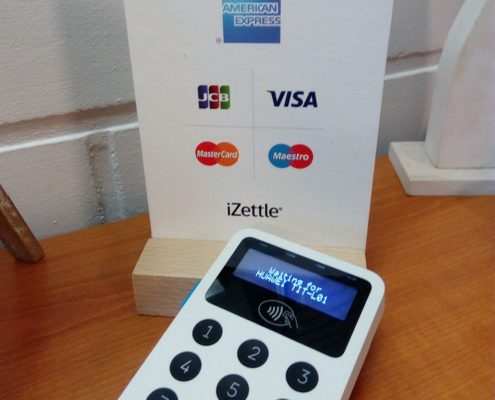 AMERICAN
EXPRESS
®
JCB VISA
MasterCard Maestro
iZettle®
Waiting for
HUAWEI TIT-L01
1
2
3
4
5
6